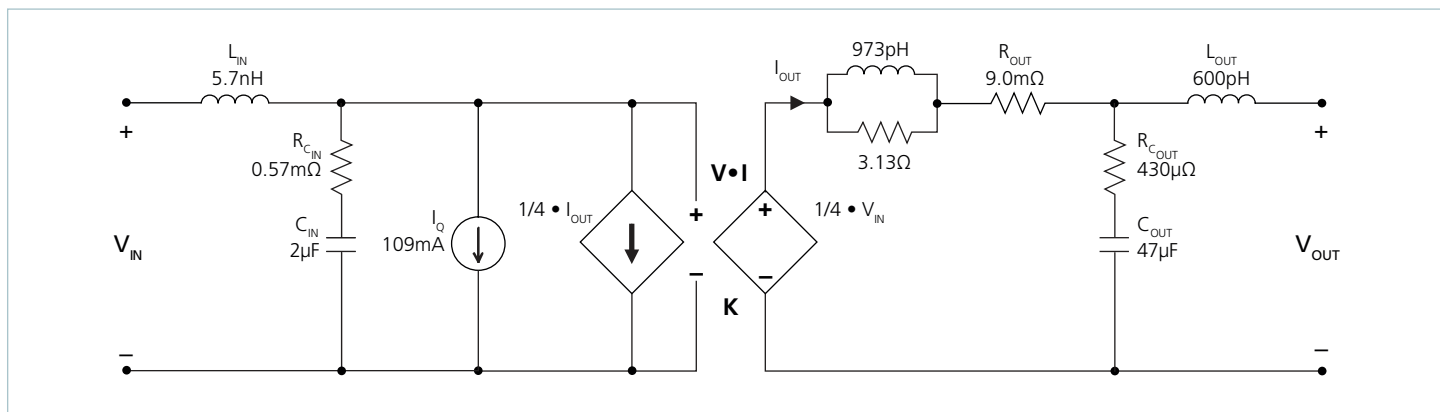 L_IN
5.7nH
+
R_C_IN
0.57mΩ
C_IN
2µF
V_IN
−
I_Q
109mA
1/4 • I_OUT
+
−
V•I
K
+
−
1/4 • V_IN
I_OUT
973pH
3.13Ω
R_OUT
9.0mΩ
L_OUT
600pH
R_C_OUT
430µΩ
C_OUT
47µF
+
V_OUT
−